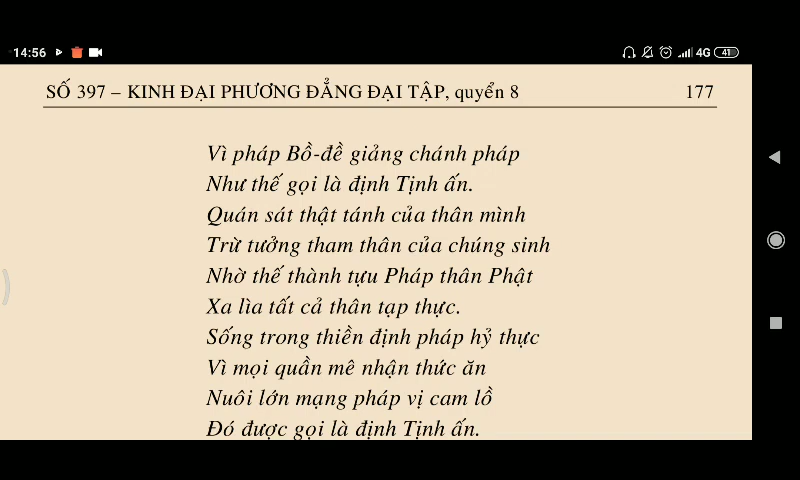 14:56
4G 41
SỐ 397 – KINH ĐẠI PHƯƠNG ĐẲNG ĐẠI TẬP, quyển 8 177
Vì pháp Bồ-đề giảng chánh pháp
Như thế gọi là định Tịnh ấn.
Quán sát thật tánh của thân mình
Trừ tưởng tham thân của chúng sinh
Nhờ thế thành tựu Pháp thân Phật
Xa lìa tất cả thân tạp thực.
Sống trong thiền định pháp hỷ thực
Vì mọi quần mê nhận thức ăn
Nuôi lớn mạng pháp vị cam lồ
Đó được gọi là định Tịnh ấn.